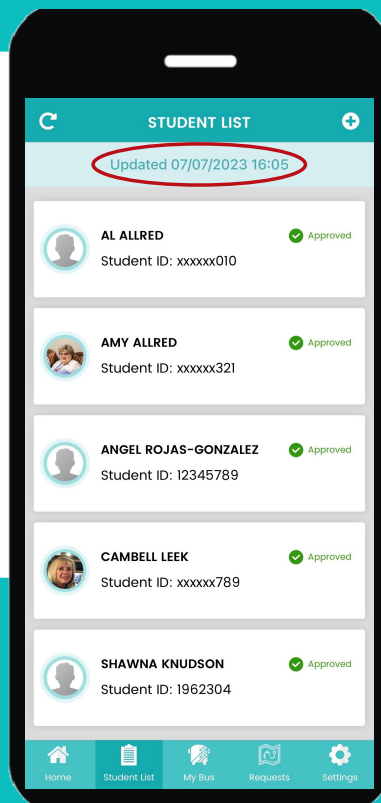 STUDENT LIST
Updated 07/07/2023 16:05
AL ALLRED
Approved
Student ID: xxxxxx010
AMY ALLRED
Approved
Student ID: xxxxxx321
ANGEL ROJAS-GONZALEZ
Approved
Student ID: 12345789
CAMBELL LEEK
Approved
Student ID: xxxxxx789
SHAWNA KNUDSON
Approved
Student ID: 1962304
Home Student List My Bus Requests Settings